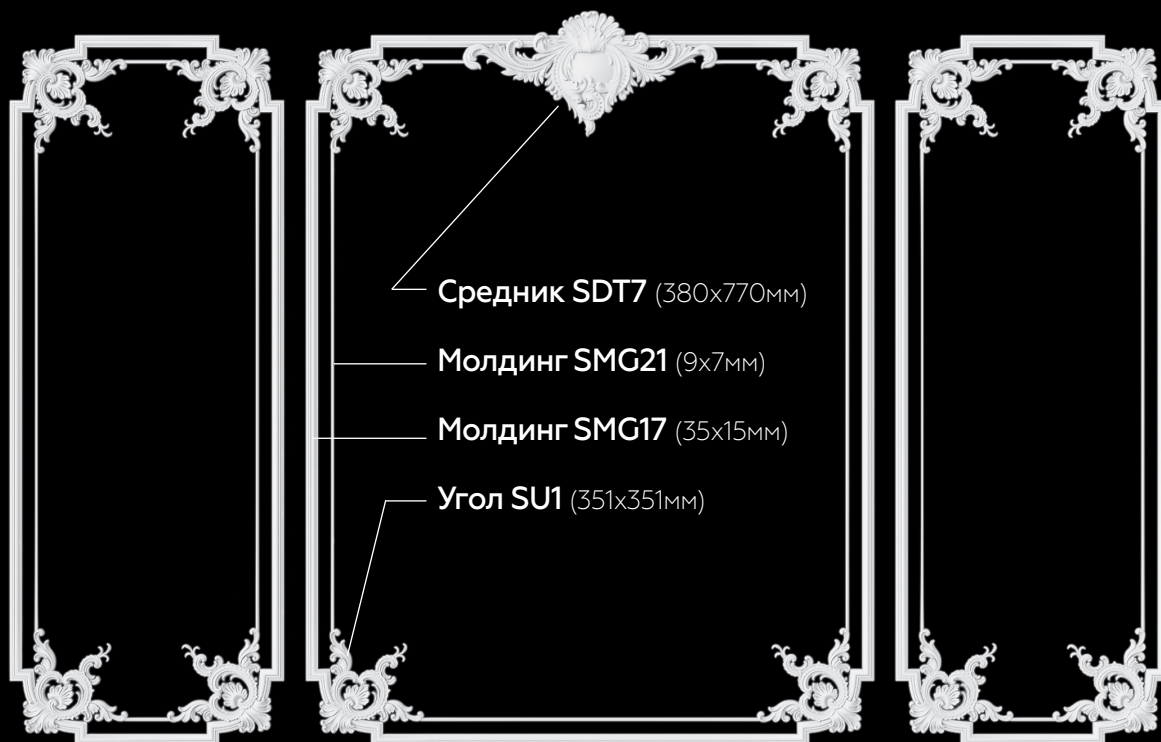 Средник SDT7 (380х770мм)
Молдинг SMG21 (9х7мм)
Молдинг SMG17 (35х15мм)
Угол SU1 (351х351мм)